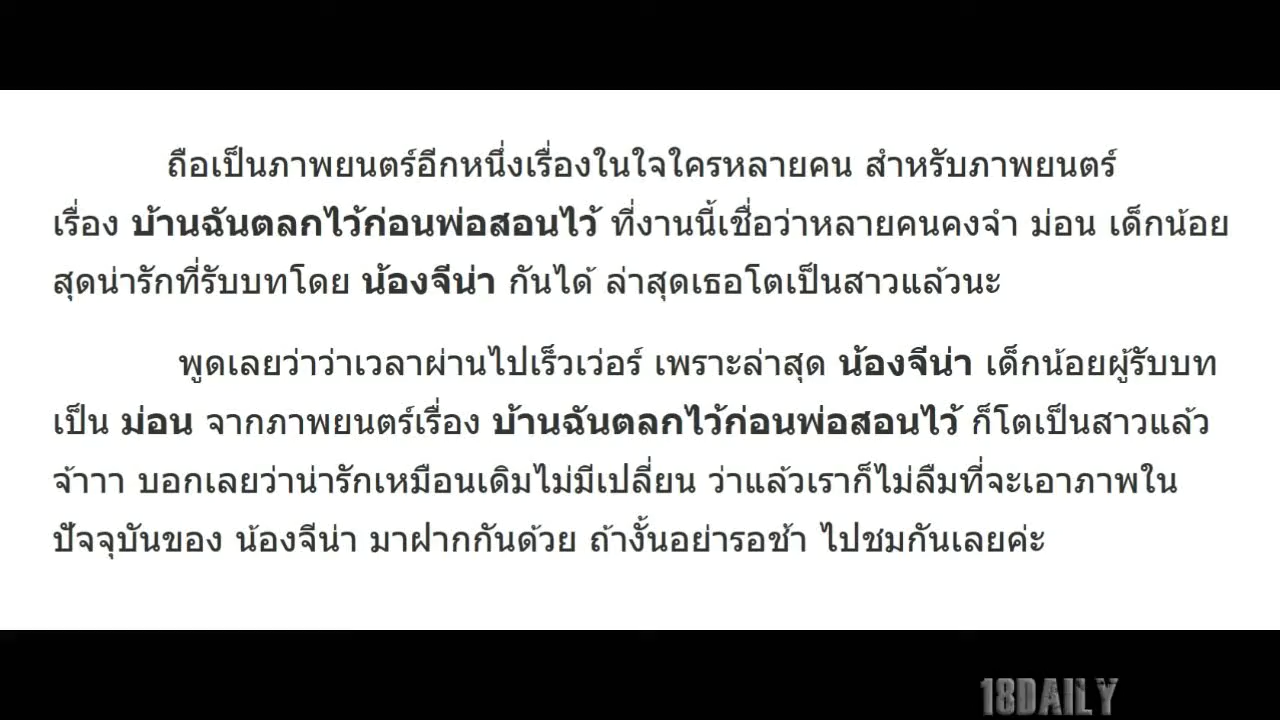 ถือเป็นภาพยนตร์อีกหนึ่งเรื่องในใจใครหลายคน สำหรับภาพยนตร์
เรื่อง บ้านฉันตลกไว้ก่อนพ่อสอนไว้ ที่งานนี้เชื่อว่าหลายคนคงจำ ม่อน เด็กน้อย
สุดน่ารักที่รับบทโดย น้องจีน่า กันได้ ล่าสุดเธอโตเป็นสาวแล้วนะ
พูดเลยว่าว่าเวลาผ่านไปเร็วเว่อร์ เพราะล่าสุด น้องจีน่า เด็กน้อยผู้รับบท
เป็น ม่อน จากภาพยนตร์เรื่อง บ้านฉันตลกไว้ก่อนพ่อสอนไว้ ก็โตเป็นสาวแล้ว
จ้าาา บอกเลยว่าน่ารักเหมือนเดิมไม่มีเปลี่ยน ว่าแล้วเราก็ไม่ลืมที่จะเอาภาพใน
ปัจจุบันของ น้องจีน่า มาฝากกันด้วย ถ้างั้นอย่ารอช้า ไปชมกันเลยค่ะ
18DAILY